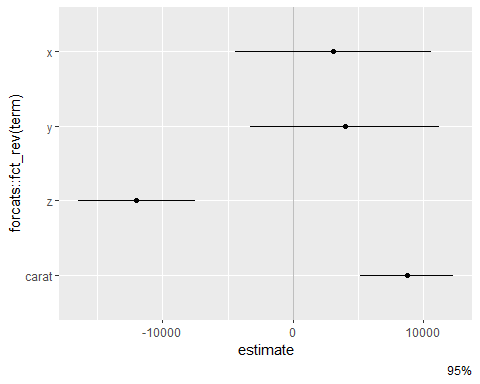 x
y
z
carat
forcats::fct_rev(term)
-10000
0
10000
estimate
95%